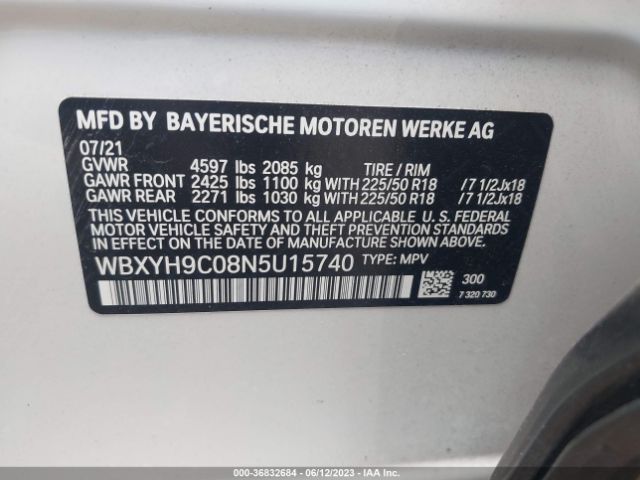 MFD BY BAYERISCHE MOTOREN WERKE AG
07/21
GVWR 4597 lbs 2085 kg TIRE / RIM
GAWR FRONT 2425 lbs 1100 kg WITH 225/50 R18 /7 1/2Jx18
GAWR REAR 2271 lbs 1030 kg WITH 225/50 R18 /7 1/2Jx18
THIS VEHICLE CONFORMS TO ALL APPLICABLE U. S. FEDERAL
MOTOR VEHICLE SAFETY AND THEFT PREVENTION STANDARDS
IN EFFECT ON THE DATE OF MANUFACTURE SHOWN ABOVE.
WBXYH9C08N5U15740 TYPE: MPV
300
7 320 730
000-36832684 - 06/12/2023 - IAA Inc.